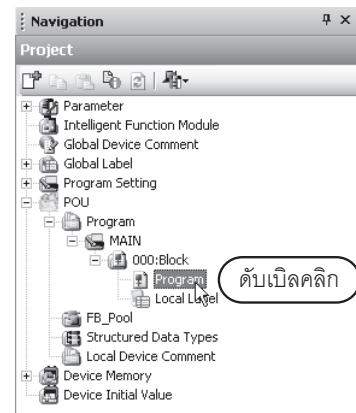 Navigation
Project
Parameter
Intelligent Function Module
Global Device Comment
Global Label
Program Setting
POU
Program
MAIN
000:Block
Program
ดับเบิลคลิก
Local Label
FB_Pool
Structured Data Types
Local Device Comment
Device Memory
Device Initial Value